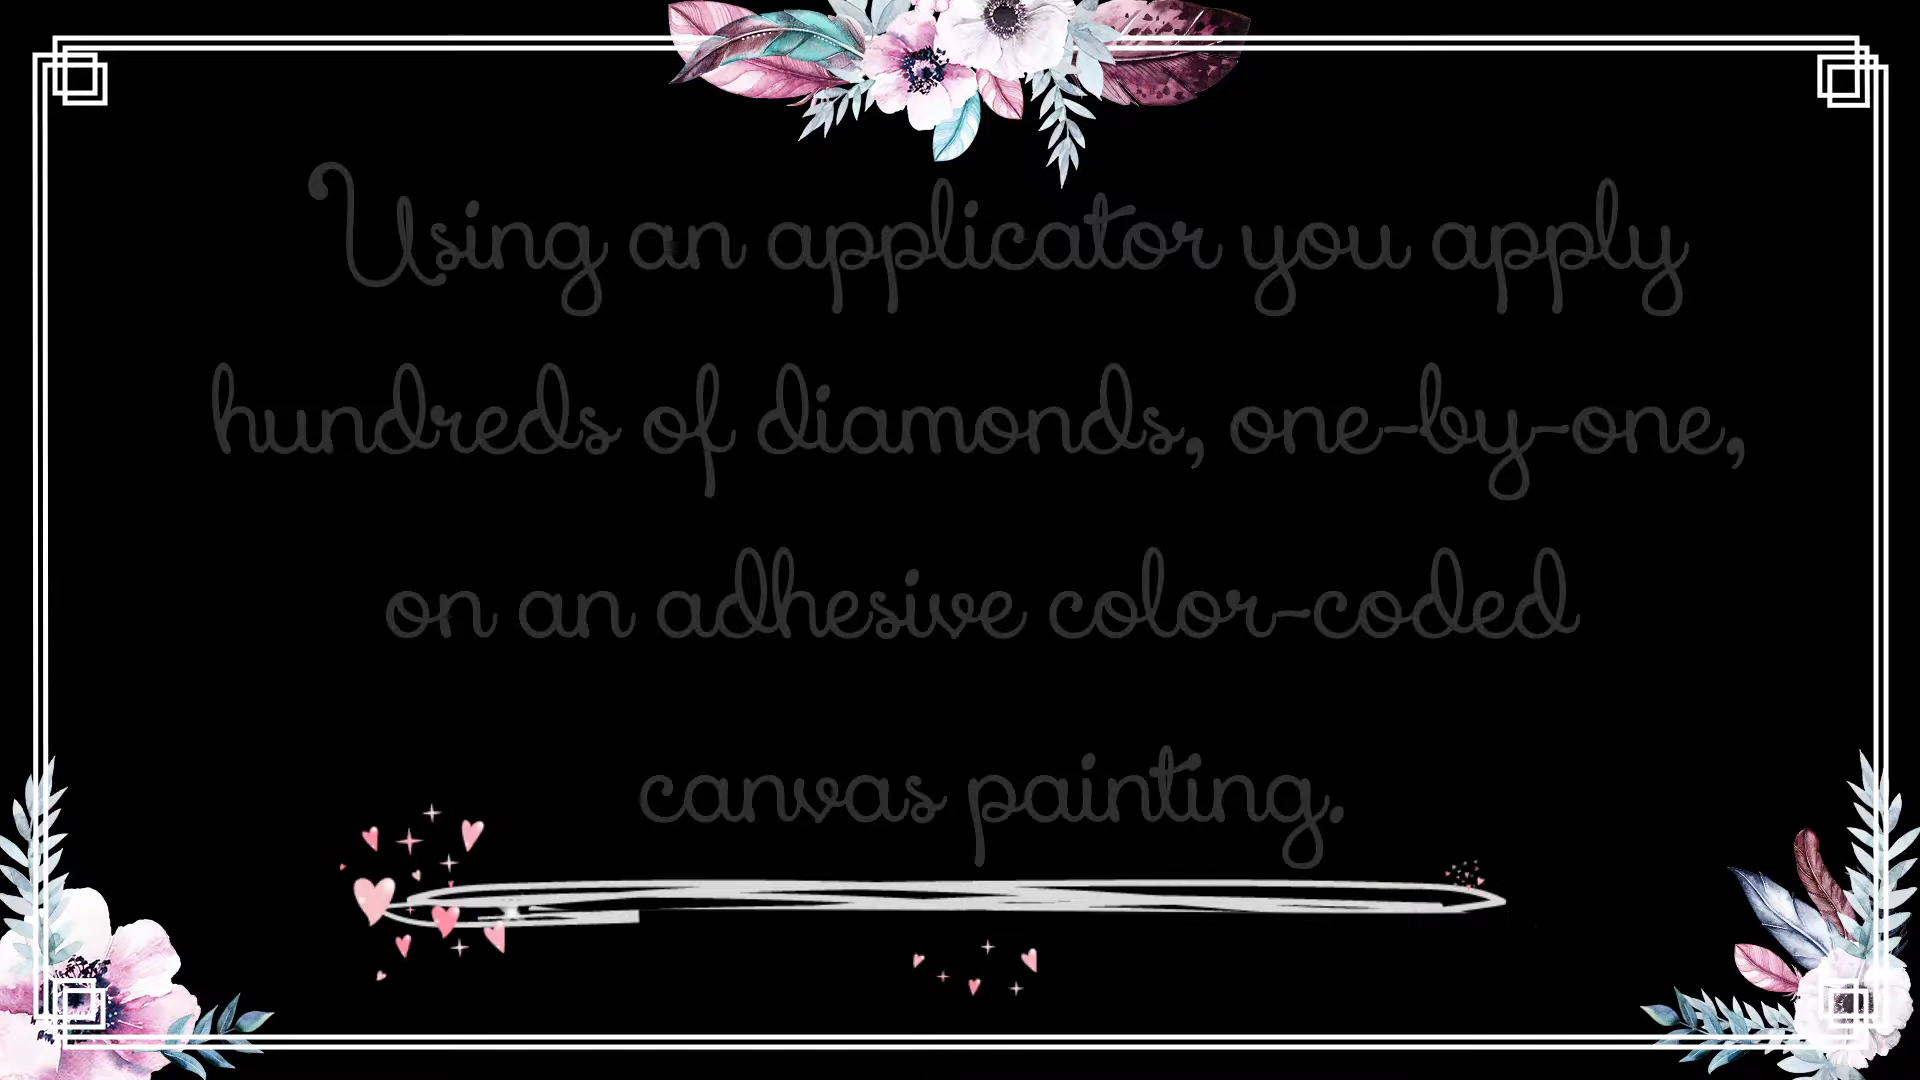 Using an applicator you apply
hundreds of diamonds, one-by-one,
on an adhesive color-coded
canvas painting.